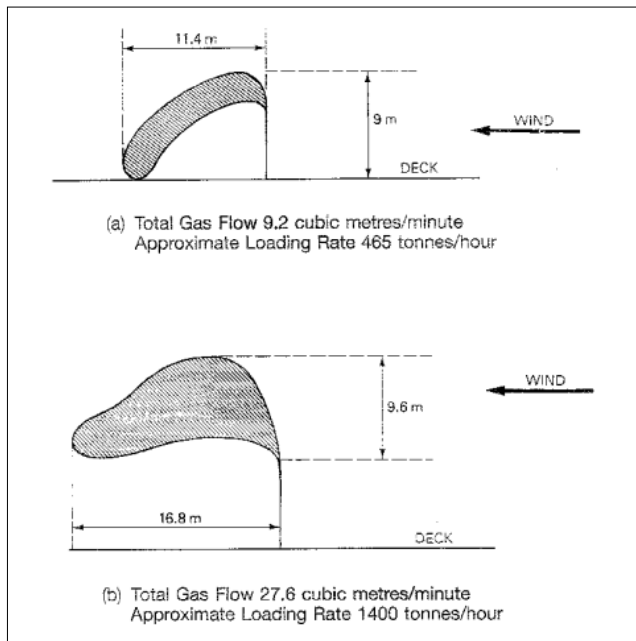 11.4 m
9 m
WIND
DECK
(a) Total Gas Flow 9.2 cubic metres/minute
Approximate Loading Rate 465 tonnes/hour
WIND
9.6 m
16.8 m
DECK
(b) Total Gas Flow 27.6 cubic metres/minute
Approximate Loading Rate 1400 tonnes/hour